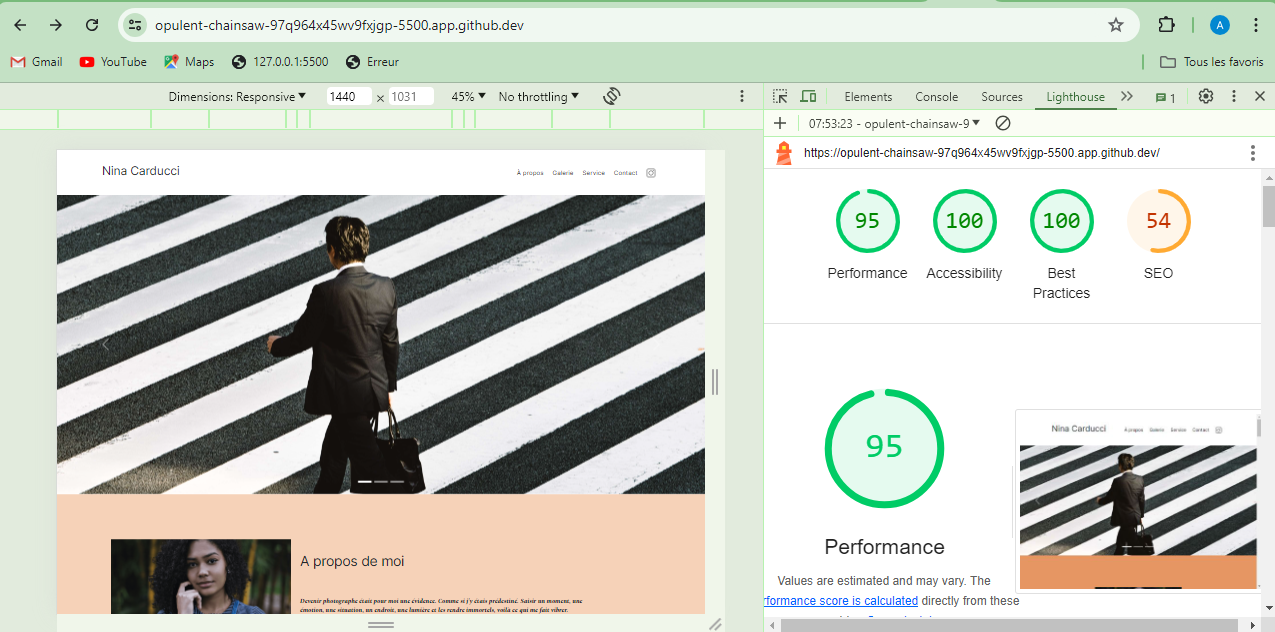 opulent-chainsaw-97q964x45wv9fxjgp-5500.app.github.dev
A
Gmail YouTube Maps 127.0.0.1:5500 Erreur Tous les favoris
Dimensions: Responsive 1440 × 1031 45% No throttling
Elements Console Sources Lighthouse 1
07:53:23 - opulent-chainsaw-9
https://opulent-chainsaw-97q964x45wv9fxjgp-5500.app.github.dev/
Nina Carducci
À propos Galerie Service Contact
95 100 100 54
Performance Accessibility Best Practices SEO
95
Nina Carducci
À propos Galerie Service Contact
Performance
Values are estimated and may vary. The
rformance score is calculated directly from these
A propos de moi
Devenir photographe était pour moi une évidence. Comme si j'y étais prédestiné. Saisir un moment, une
émotion, une situation, un endroit, une lumière et les rendre immortels, voilà ce qui me fait vibrer.